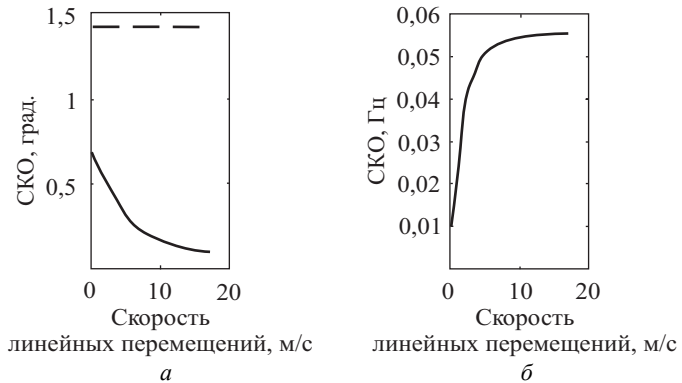 1,5
1
0,5
0
10
20
СКО, град.
Скорость
линейных перемещений, м/с
а
0,06
0,05
0,04
0,03
0,02
0,01
0
10
20
СКО, Гц
Скорость
линейных перемещений, м/с
б